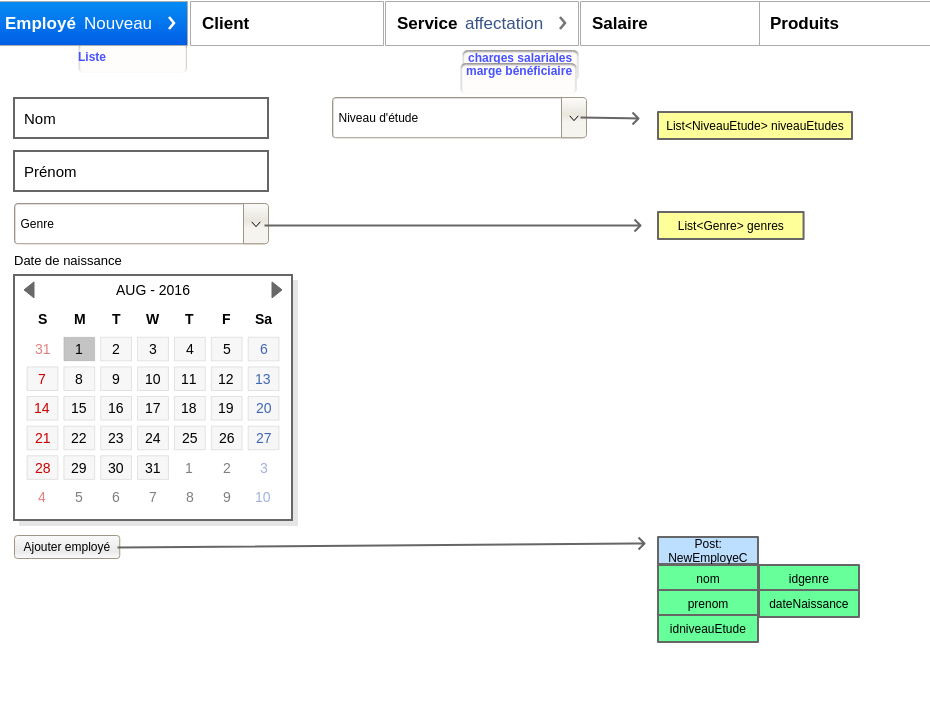 Employé Nouveau Client Service affectation Salaire Produits
Liste
charges salariales
marge bénéficiaire
Nom
Niveau d'étude
List<NiveauEtude> niveauEtudes
Prénom
Genre
List<Genre> genres
Date de naissance
AUG - 2016
S M T W T F Sa
31 1 2 3 4 5 6
7 8 9 10 11 12 13
14 15 16 17 18 19 20
21 22 23 24 25 26 27
28 29 30 31 1 2 3
4 5 6 7 8 9 10
Ajouter employé
Post:
NewEmployeC
nom idgenre
prenom dateNaissance
idniveauEtude